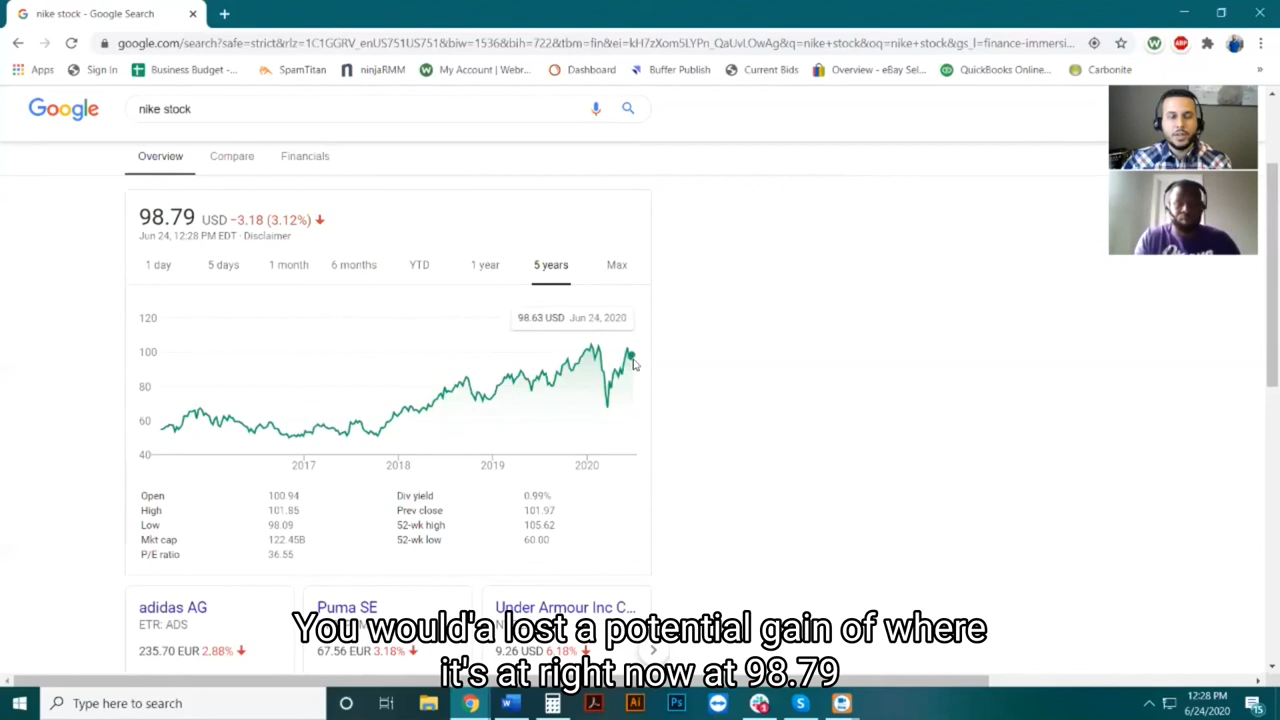 nike stock - Google Search
google.com/search?safe=strict&rlz=1C1GGRV_enUS751US751&biw=1536&bih=722&tbm=fin&ei=kH7zXom5LYPn_QaUvLOwAg&q=nike+stock&oq=nike+stock&gs_l=finance-immersi...
Apps Sign In Business Budget -... SpamTitan ninjaRMM My Account | Webr... Dashboard Buffer Publish Current Bids Overview - eBay Sel... QuickBooks Online... Carbonite »
Google nike stock
Overview Compare Financials
98.79 USD −3.18 (3.12%)
Jun 24, 12:28 PM EDT · Disclaimer
1 day 5 days 1 month 6 months YTD 1 year 5 years Max
98.63 USD Jun 24, 2020
120
100
80
60
40
2017 2018 2019 2020
Open 100.94 Div yield 0.99%
High 101.85 Prev close 101.97
Low 98.09 52-wk high 105.62
Mkt cap 122.45B 52-wk low 60.00
P/E ratio 36.55
adidas AG Puma SE Under Armour Inc C...
ETR: ADS
235.70 EUR 2.88% 67.56 EUR 3.18% 9.26 USD 6.18%
You would'a lost a potential gain of where
it's at right now at 98.79
Type here to search
12:28 PM
6/24/2020
15